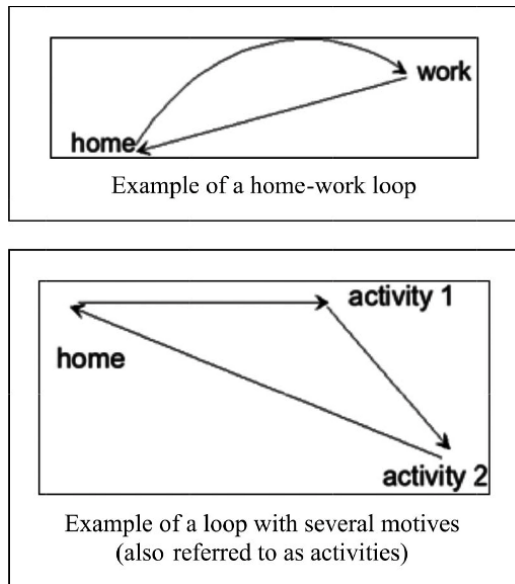 work
home
Example of a home-work loop
activity 1
home
activity 2
Example of a loop with several motives
(also referred to as activities)